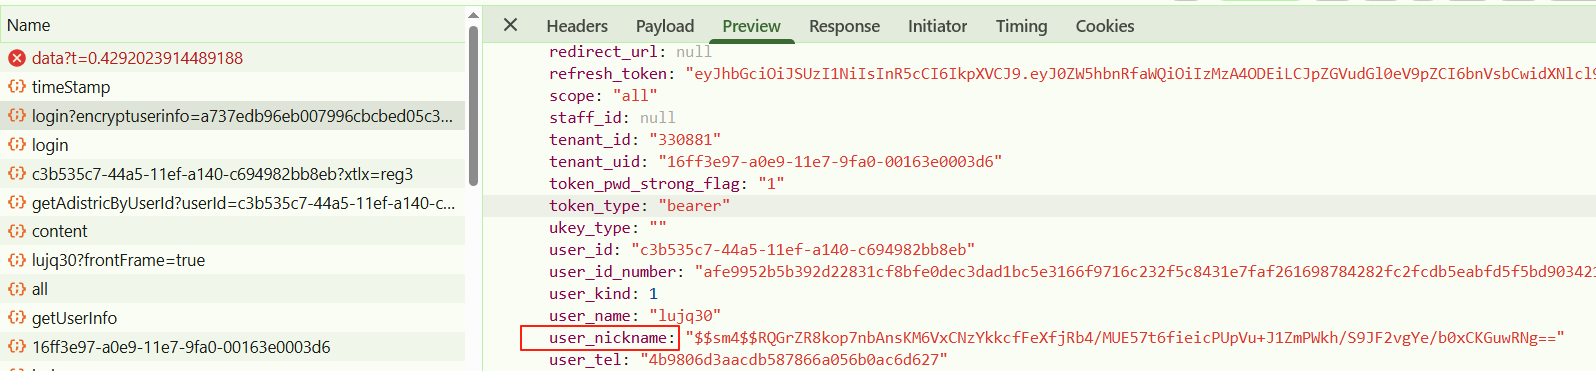 Name
data?t=0.4292023914489188
timeStamp
login?encryptuserinfo=a737edb96eb007996cbcbed05c3...
login
c3b535c7-44a5-11ef-a140-c694982bb8eb?xtlx=reg3
getAdistricByUserId?userId=c3b535c7-44a5-11ef-a140-c...
content
lujq30?frontFrame=true
all
getUserInfo
16ff3e97-a0e9-11e7-9fa0-00163e0003d6
Headers Payload Preview Response Initiator Timing Cookies
redirect_url: null
refresh_token: "eyJhbGciOiJSUzI1NiIsInR5cCI6IkpXVCJ9.eyJ0ZW5hbnRfaWQiOiIzMzA4ODEiLCJpZGVudGl0eV9pZCI6bnVsbCwidXNlcl9
scope: "all"
staff_id: null
tenant_id: "330881"
tenant_uid: "16ff3e97-a0e9-11e7-9fa0-00163e0003d6"
token_pwd_strong_flag: "1"
token_type: "bearer"
ukey_type: ""
user_id: "c3b535c7-44a5-11ef-a140-c694982bb8eb"
user_id_number: "afe9952b5b392d22831cf8bfe0dec3dad1bc5e3166f9716c232f5c8431e7faf261698784282fc2fcdb5eabfd5f5bd903421
user_kind: 1
user_name: "lujq30"
user_nickname: "$$sm4$$RQGrZR8kop7nbAnsKM6VxCNzYkkcfFeXfjRb4/MUE57t6fieicPUpVu+J1ZmPWkh/S9JF2vgYe/b0xCKGuwRNg=="
user_tel: "4b9806d3aacdb587866a056b0ac6d627"